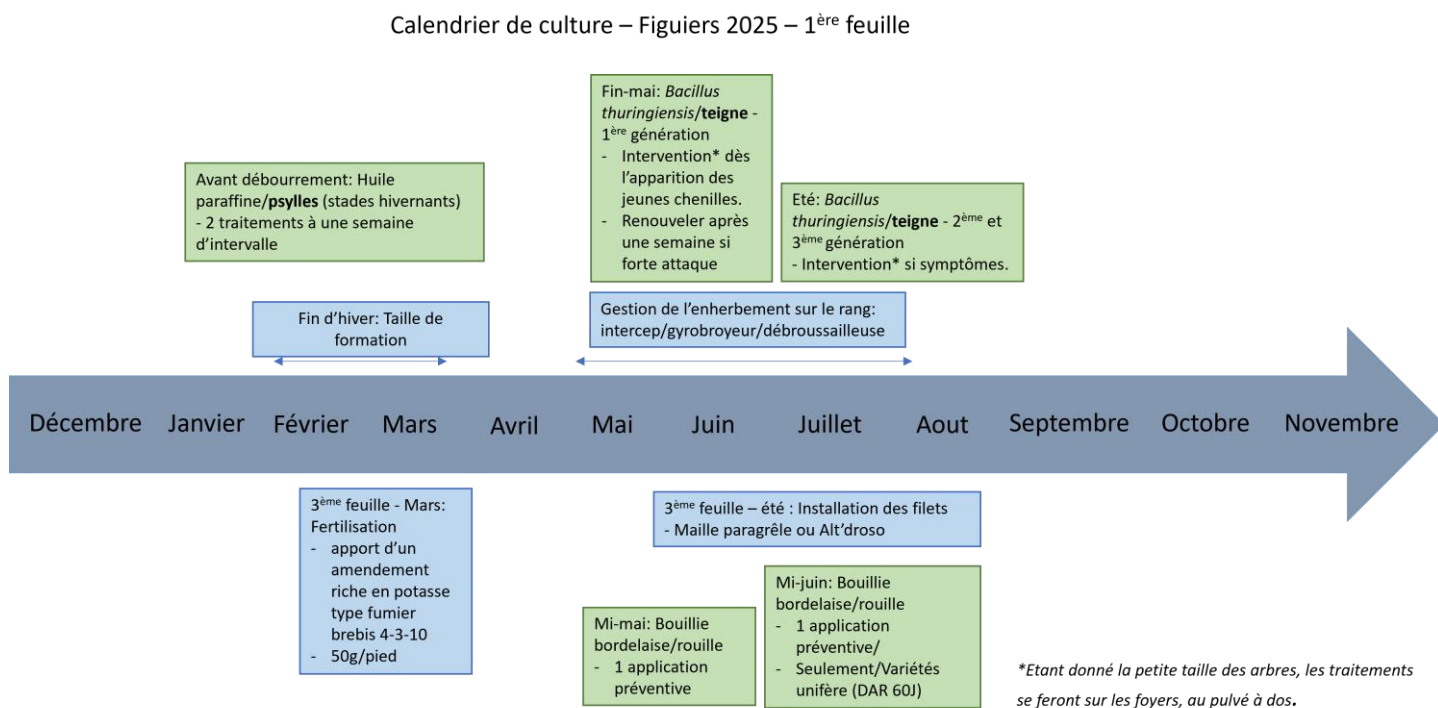 Calendrier de culture – Figuiers 2025 – 1ère feuille
Fin-mai: Bacillus
thuringiensis/teigne -
1ère génération
- Intervention* dès
l’apparition des
jeunes chenilles.
- Renouveler après
une semaine si
forte attaque
Avant débourrement: Huile
paraffine/psylles (stades hivernants)
- 2 traitements à une semaine
d’intervalle
Eté: Bacillus
thuringiensis/teigne - 2ème et
3ème génération
- Intervention* si symptômes.
Fin d’hiver: Taille de
formation
Gestion de l’enherbement sur le rang:
intercep/gyrobroyeur/débroussailleuse
Décembre Janvier Février Mars Avril Mai Juin Juillet Aout Septembre Octobre Novembre
3ème feuille - Mars:
Fertilisation
- apport d’un
amendement
riche en potasse
type fumier
brebis 4-3-10
- 50g/pied
3ème feuille – été : Installation des filets
- Maille paragrêle ou Alt’droso
Mi-mai: Bouillie
bordelaise/rouille
- 1 application
préventive
Mi-juin: Bouillie
bordelaise/rouille
- 1 application
préventive/
- Seulement/Variétés
unifère (DAR 60J)
*Etant donné la petite taille des arbres, les traitements
se feront sur les foyers, au pulvé à dos.